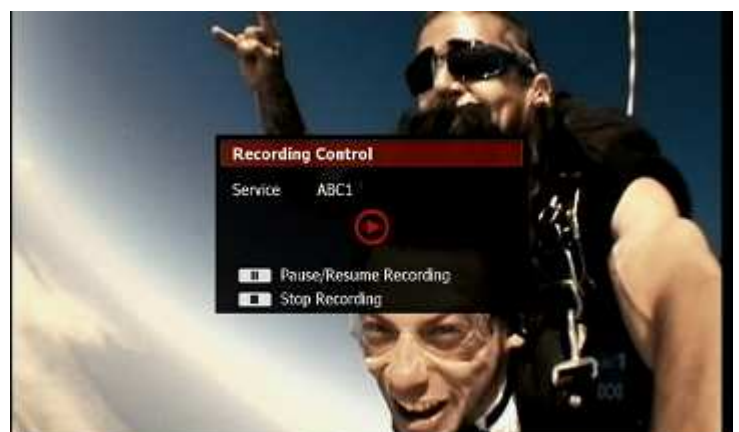 Recording Control
Service ABC1
Pause/Resume Recording
Stop Recording